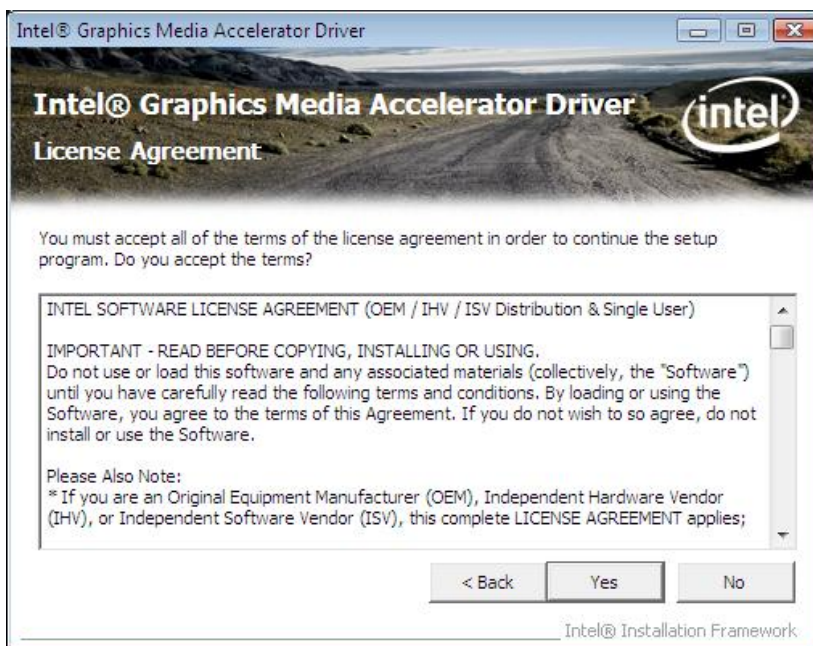 Intel® Graphics Media Accelerator Driver
Intel® Graphics Media Accelerator Driver
intel
License Agreement
You must accept all of the terms of the license agreement in order to continue the setup
program. Do you accept the terms?
INTEL SOFTWARE LICENSE AGREEMENT (OEM / IHV / ISV Distribution & Single User)
IMPORTANT - READ BEFORE COPYING, INSTALLING OR USING.
Do not use or load this software and any associated materials (collectively, the "Software")
until you have carefully read the following terms and conditions. By loading or using the
Software, you agree to the terms of this Agreement. If you do not wish to so agree, do not
install or use the Software.
Please Also Note:
* If you are an Original Equipment Manufacturer (OEM), Independent Hardware Vendor
(IHV), or Independent Software Vendor (ISV), this complete LICENSE AGREEMENT applies;
< Back Yes No
Intel® Installation Framework